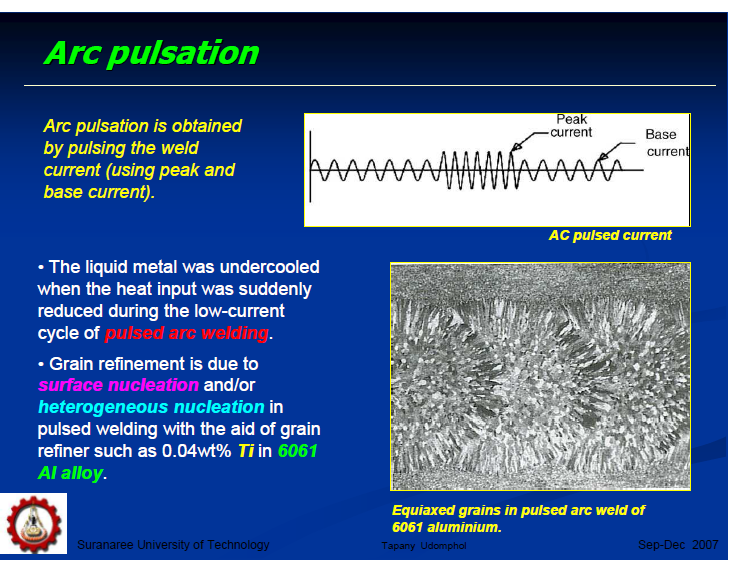 Arc pulsation
Arc pulsation is obtained
by pulsing the weld
current (using peak and
base current).
Peak
current
Base
current
AC pulsed current
• The liquid metal was undercooled
when the heat input was suddenly
reduced during the low-current
cycle of pulsed arc welding.
• Grain refinement is due to
surface nucleation and/or
heterogeneous nucleation in
pulsed welding with the aid of grain
refiner such as 0.04wt% Ti in 6061
Al alloy.
Equiaxed grains in pulsed arc weld of
6061 aluminium.
Suranaree University of Technology
Tapany Udomphol
Sep-Dec 2007